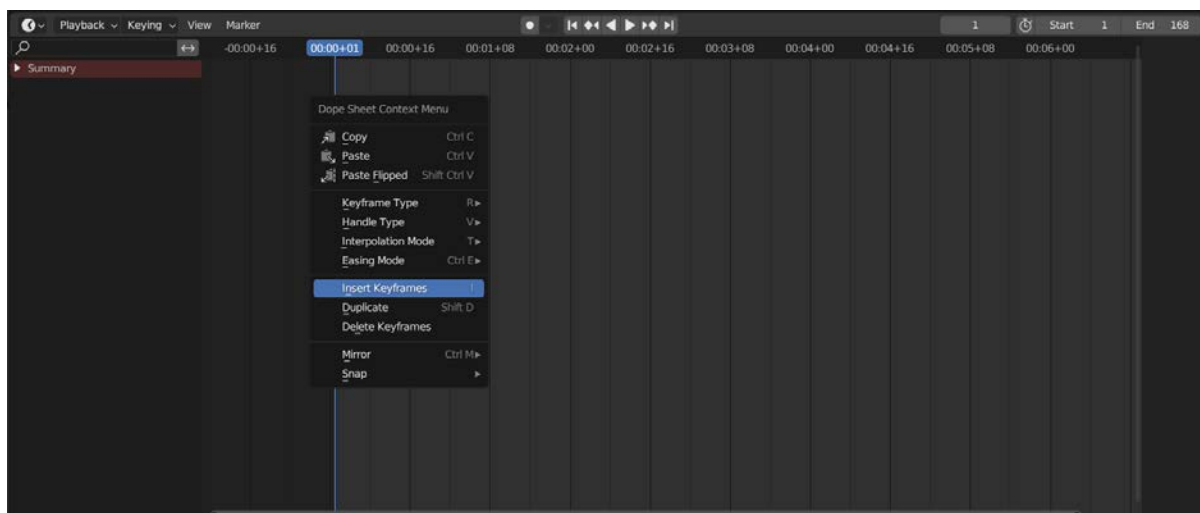 Playback Keying View Marker 1 Start 1 End 168
-00:00+16 00:00+01 00:00+16 00:01+08 00:02+00 00:02+16 00:03+08 00:04+00 00:04+16 00:05+08 00:06+00
Summary
Dope Sheet Context Menu
Copy Ctrl C
Paste Ctrl V
Paste Flipped Shift Ctrl V
Keyframe Type R
Handle Type V
Interpolation Mode T
Easing Mode Ctrl E
Insert Keyframes I
Duplicate Shift D
Delete Keyframes
Mirror Ctrl M
Snap